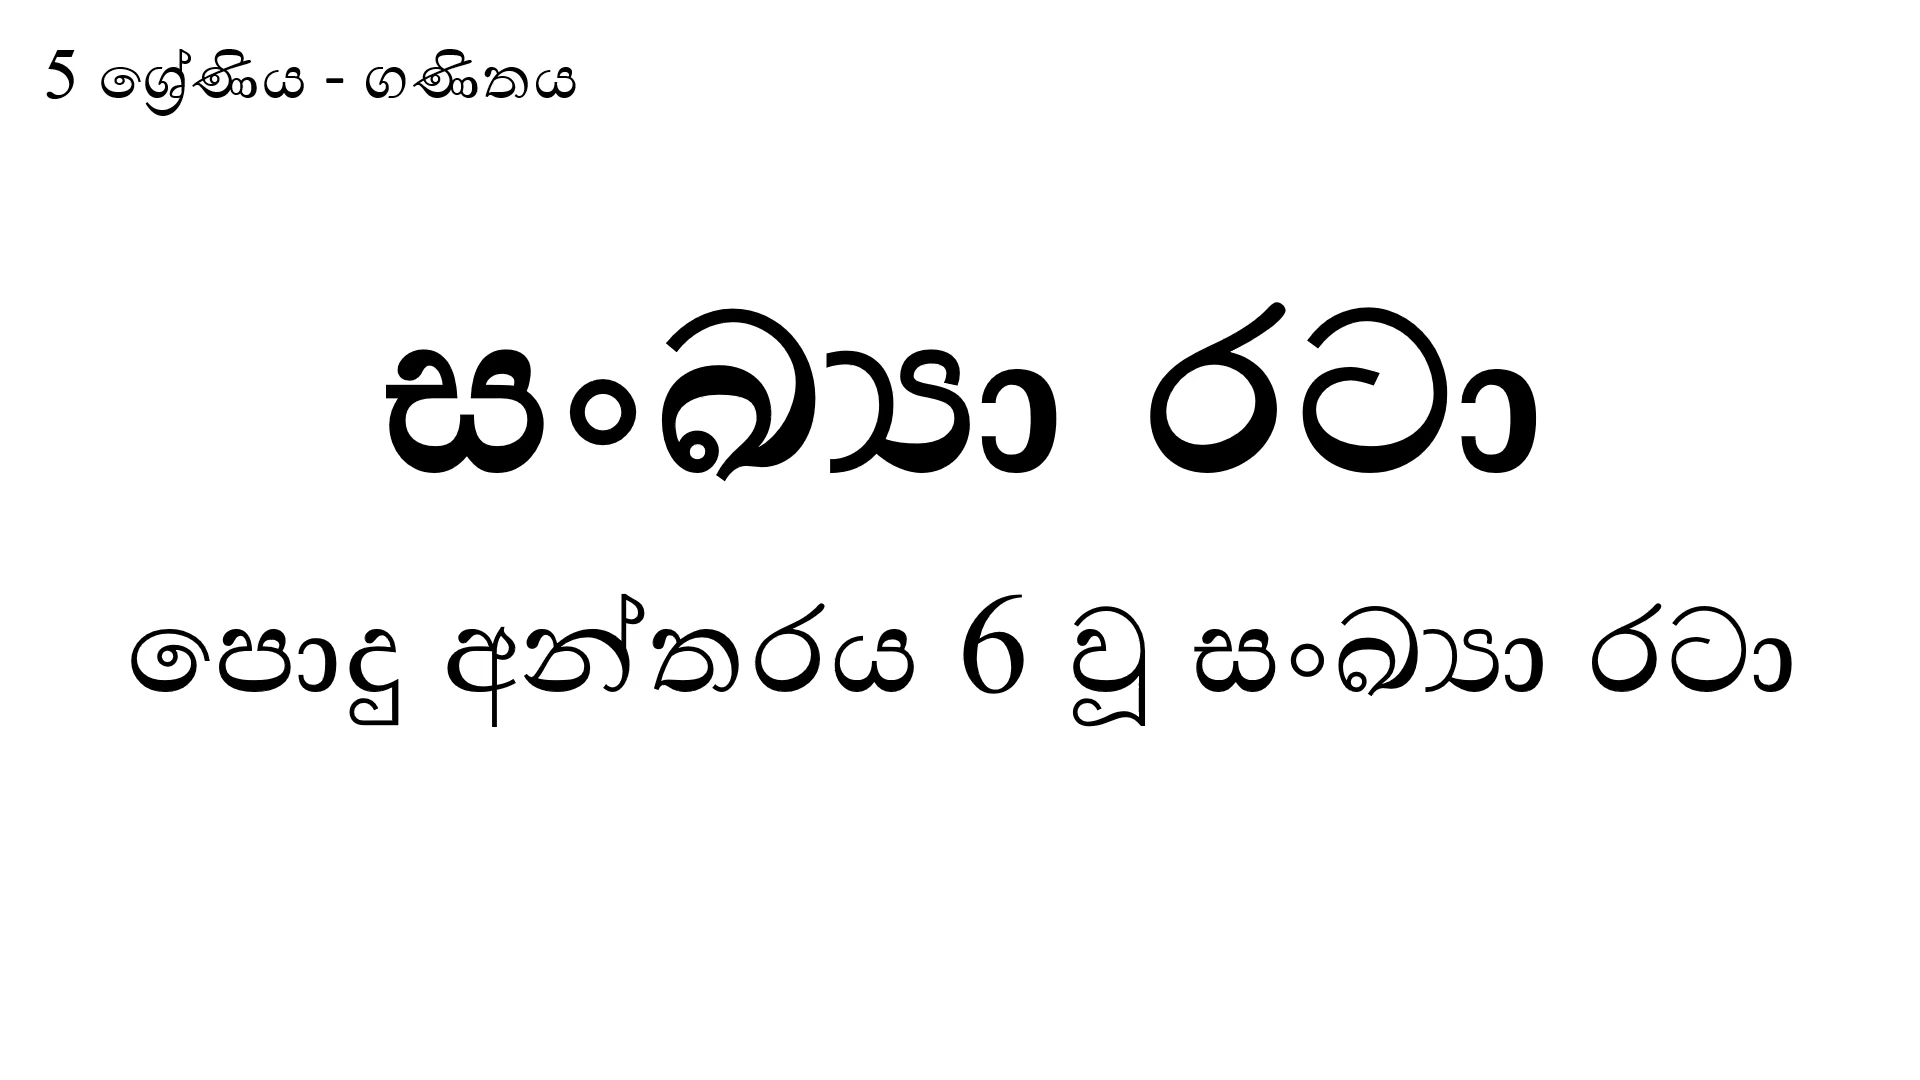 5 ශ්‍රේණිය - ගණිතය
සංඛ්‍යා රටා
පොදු අන්තරය 6 වූ සංඛ්‍යා රටා